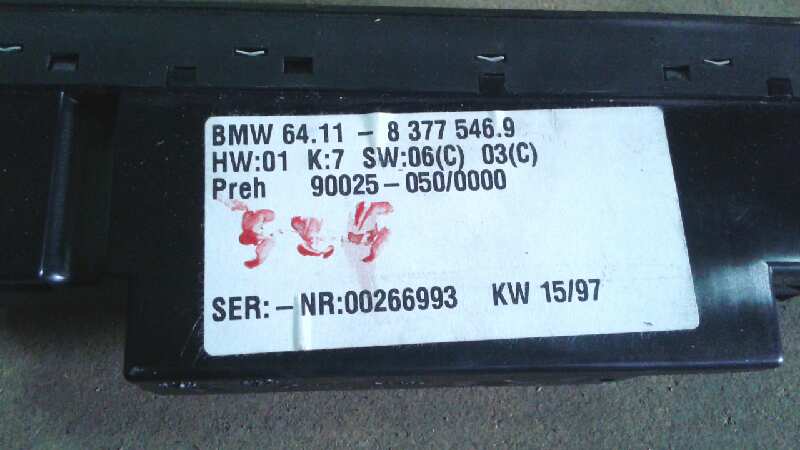 BMW 64.11 - 8 377 546.9
HW:01 K:7 SW:06(C) 03(C)
Preh 90025-050/0000
SER:-NR:00266993 KW 15/97